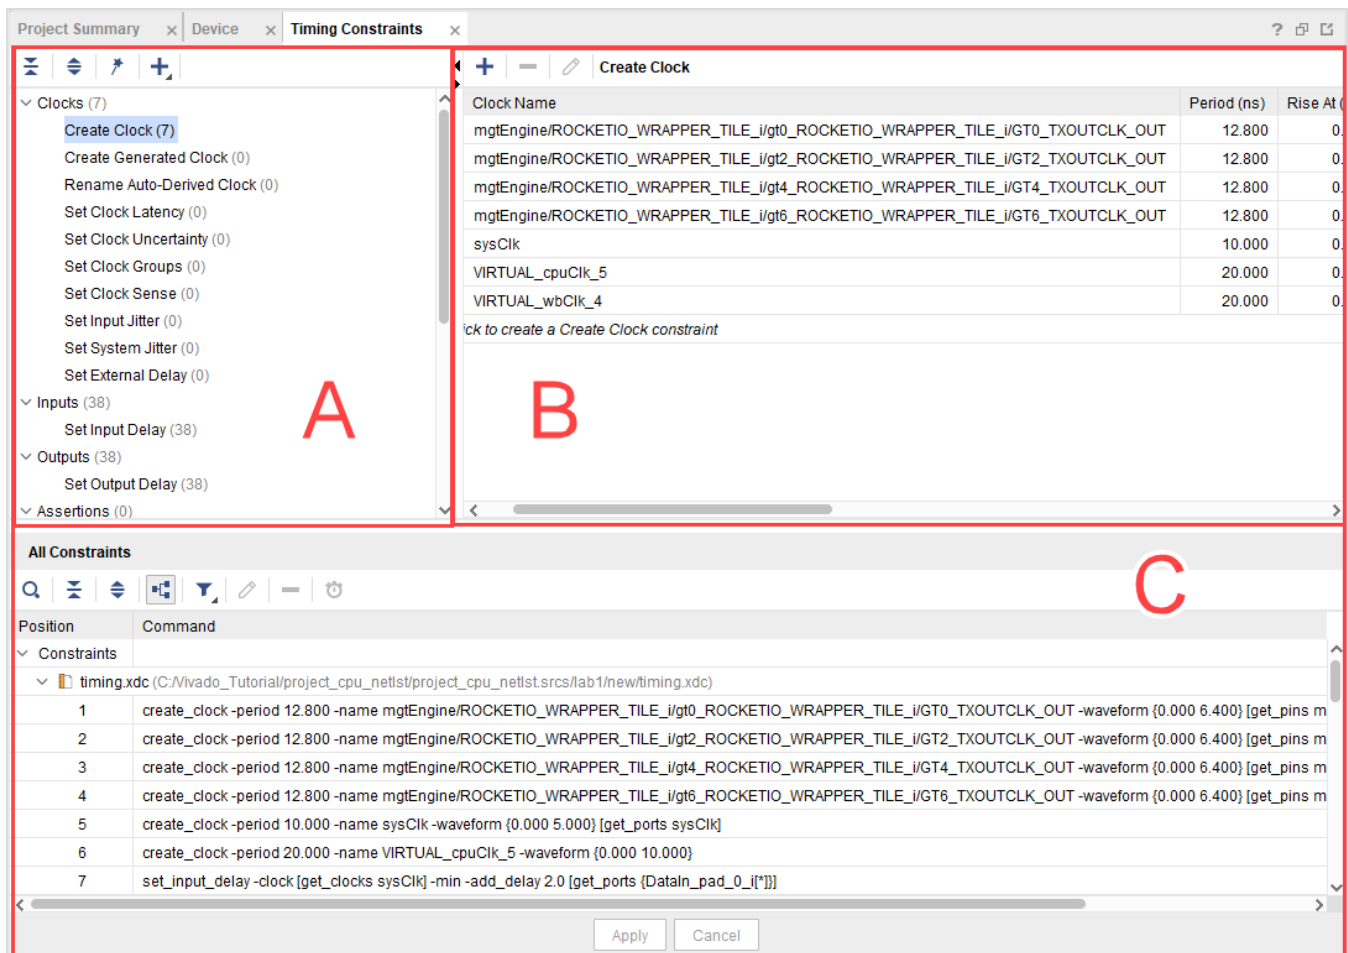 Project Summary
Device
Timing Constraints
?
Clocks (7)
Create Clock (7)
Create Generated Clock (0)
Rename Auto-Derived Clock (0)
Set Clock Latency (0)
Set Clock Uncertainty (0)
Set Clock Groups (0)
Set Clock Sense (0)
Set Input Jitter (0)
Set System Jitter (0)
Set External Delay (0)
Inputs (38)
Set Input Delay (38)
Outputs (38)
Set Output Delay (38)
Assertions (0)
A
Create Clock
Clock Name Period (ns) Rise At (
mgtEngine/ROCKETIO_WRAPPER_TILE_i/gt0_ROCKETIO_WRAPPER_TILE_i/GT0_TXOUTCLK_OUT 12.800 0.
mgtEngine/ROCKETIO_WRAPPER_TILE_i/gt2_ROCKETIO_WRAPPER_TILE_i/GT2_TXOUTCLK_OUT 12.800 0.
mgtEngine/ROCKETIO_WRAPPER_TILE_i/gt4_ROCKETIO_WRAPPER_TILE_i/GT4_TXOUTCLK_OUT 12.800 0.
mgtEngine/ROCKETIO_WRAPPER_TILE_i/gt6_ROCKETIO_WRAPPER_TILE_i/GT6_TXOUTCLK_OUT 12.800 0.
sysClk 10.000 0.
VIRTUAL_cpuClk_5 20.000 0.
VIRTUAL_wbClk_4 20.000 0.
ick to create a Create Clock constraint
B
All Constraints
C
Position Command
Constraints
timing.xdc (C:/Vivado_Tutorial/project_cpu_netlst/project_cpu_netlst.srcs/lab1/new/timing.xdc)
1 create_clock -period 12.800 -name mgtEngine/ROCKETIO_WRAPPER_TILE_i/gt0_ROCKETIO_WRAPPER_TILE_i/GT0_TXOUTCLK_OUT -waveform {0.000 6.400} [get_pins m
2 create_clock -period 12.800 -name mgtEngine/ROCKETIO_WRAPPER_TILE_i/gt2_ROCKETIO_WRAPPER_TILE_i/GT2_TXOUTCLK_OUT -waveform {0.000 6.400} [get_pins m
3 create_clock -period 12.800 -name mgtEngine/ROCKETIO_WRAPPER_TILE_i/gt4_ROCKETIO_WRAPPER_TILE_i/GT4_TXOUTCLK_OUT -waveform {0.000 6.400} [get_pins m
4 create_clock -period 12.800 -name mgtEngine/ROCKETIO_WRAPPER_TILE_i/gt6_ROCKETIO_WRAPPER_TILE_i/GT6_TXOUTCLK_OUT -waveform {0.000 6.400} [get_pins m
5 create_clock -period 10.000 -name sysClk -waveform {0.000 5.000} [get_ports sysClk]
6 create_clock -period 20.000 -name VIRTUAL_cpuClk_5 -waveform {0.000 10.000}
7 set_input_delay -clock [get_clocks sysClk] -min -add_delay 2.0 [get_ports {DataIn_pad_0_i[*]}]
Apply Cancel